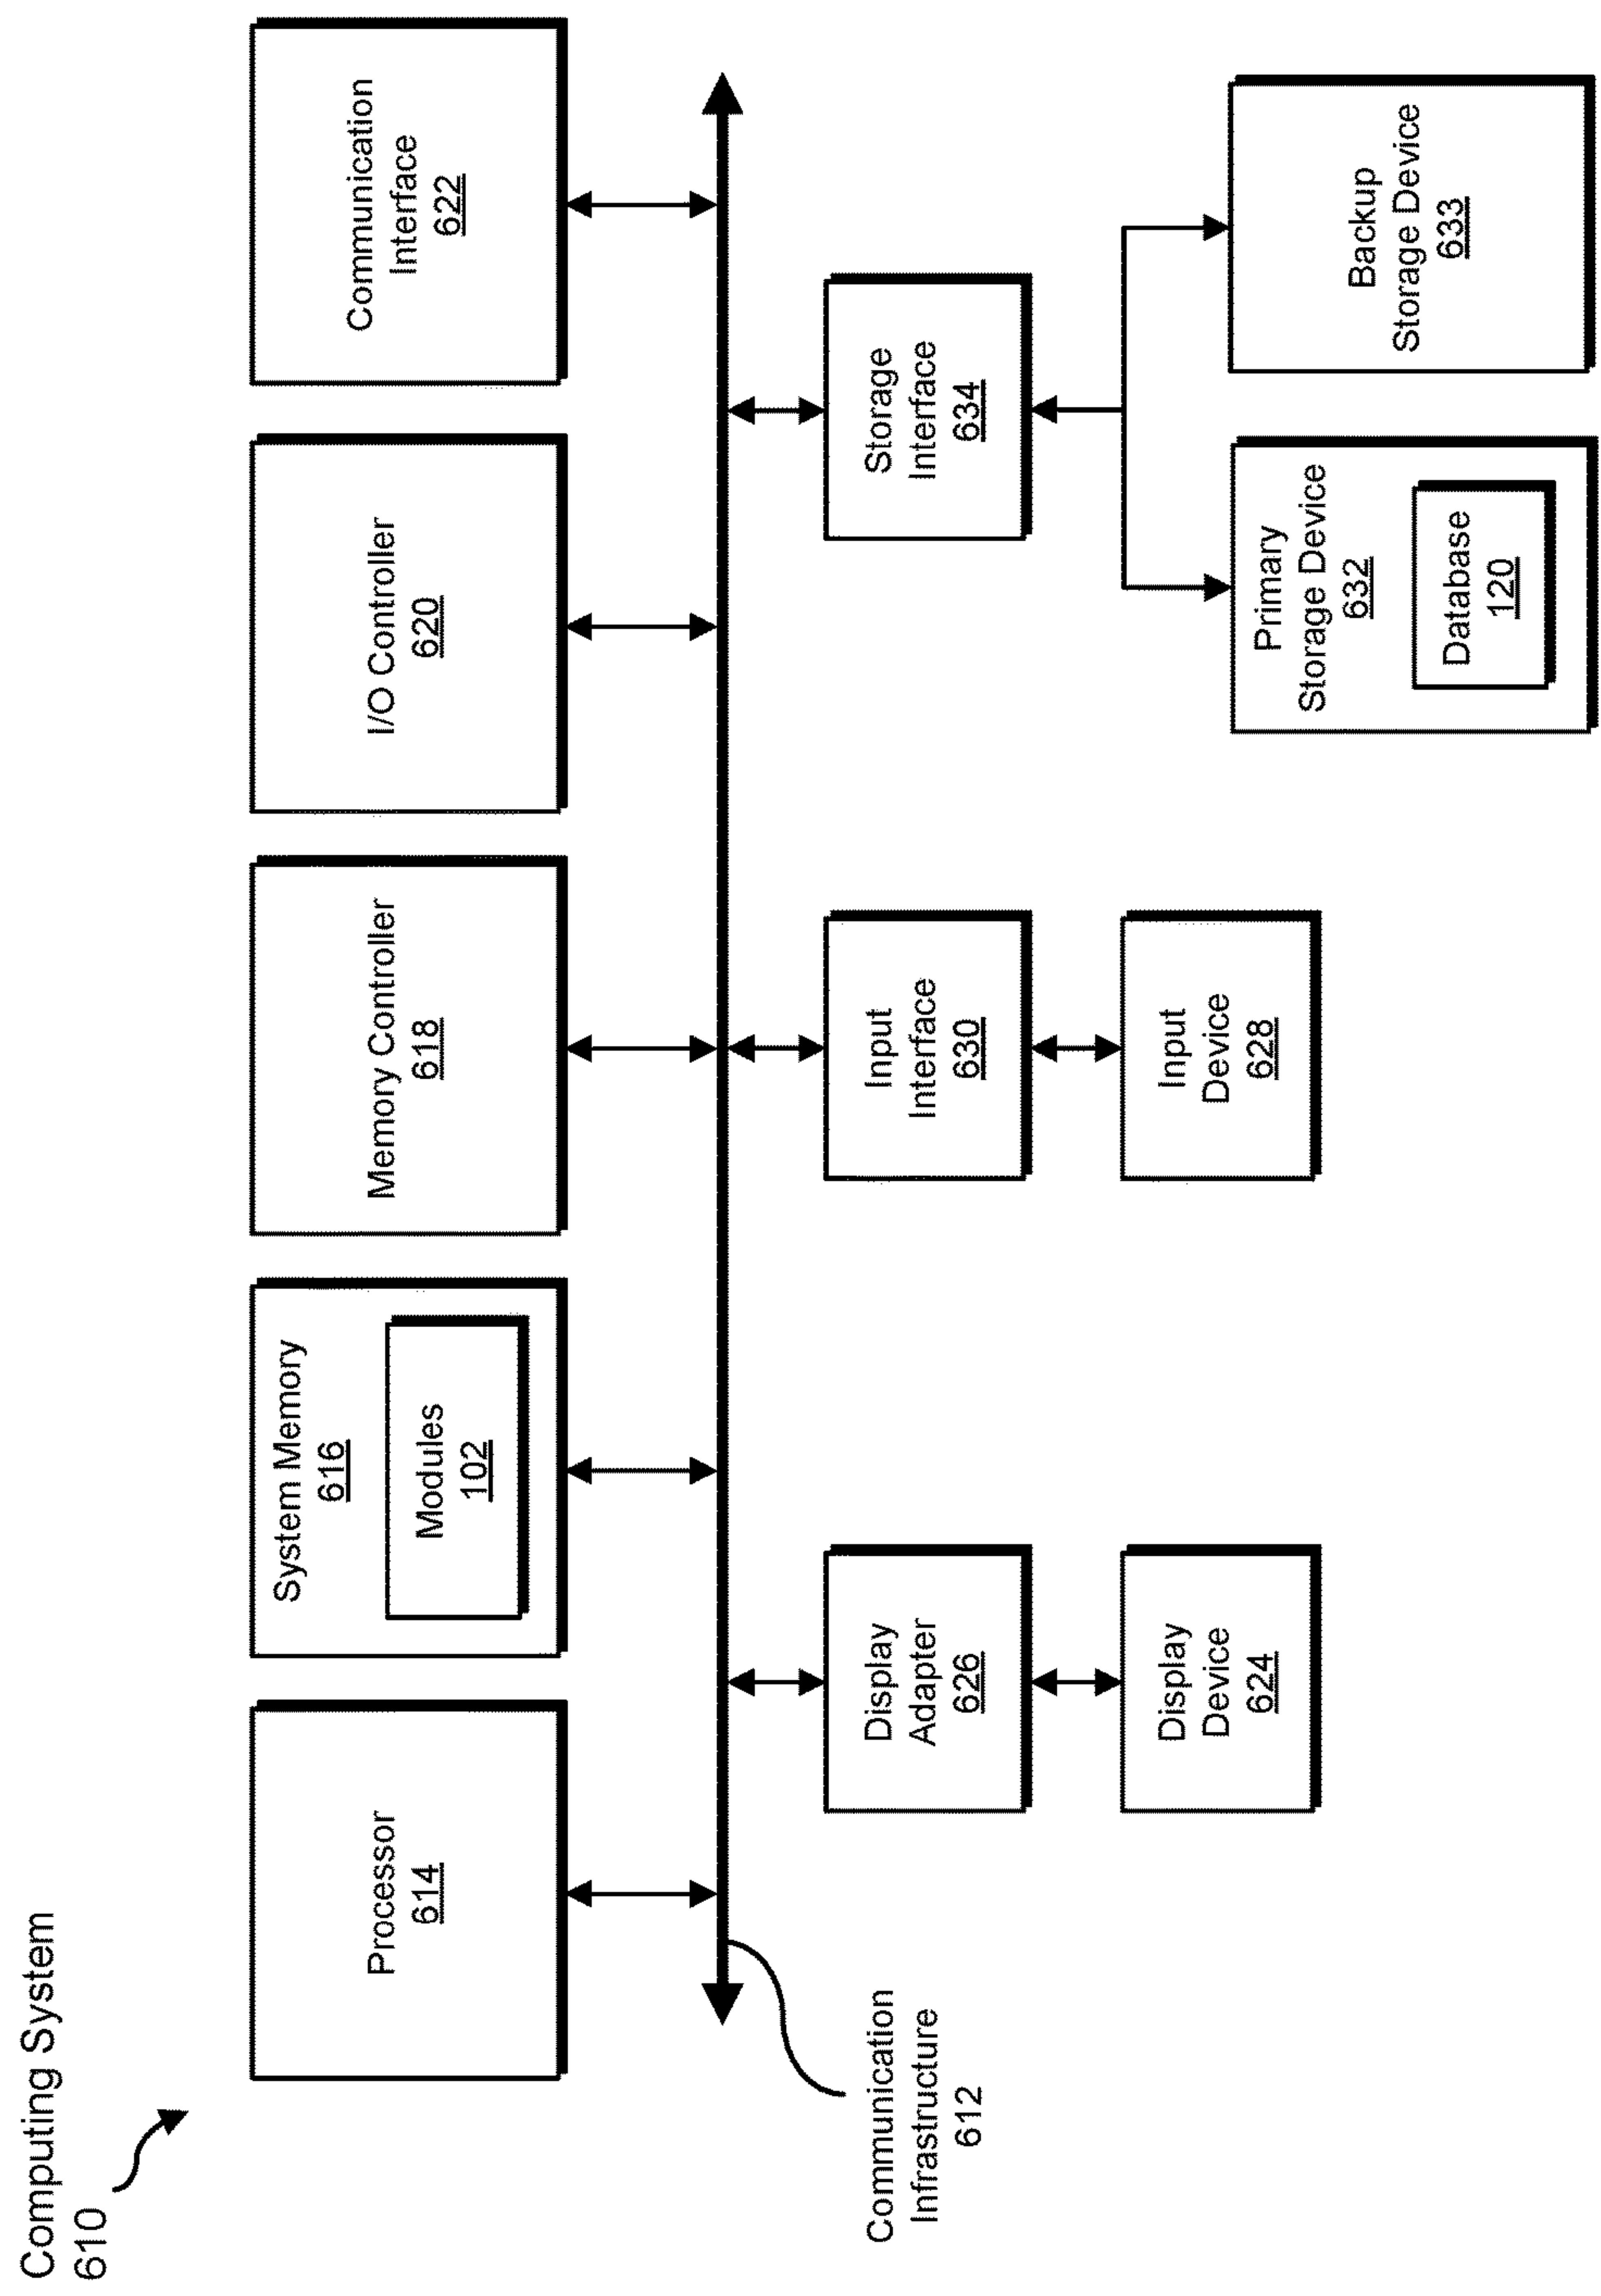 Computing System
610
Processor
614
System Memory
616
Modules
102
Memory Controller
618
I/O Controller
620
Communication
Interface
622
Communication
Infrastructure
612
Display
Adapter
626
Input
Interface
630
Storage
Interface
634
Display
Device
624
Input
Device
628
Primary
Storage Device
632
Database
120
Backup
Storage Device
633